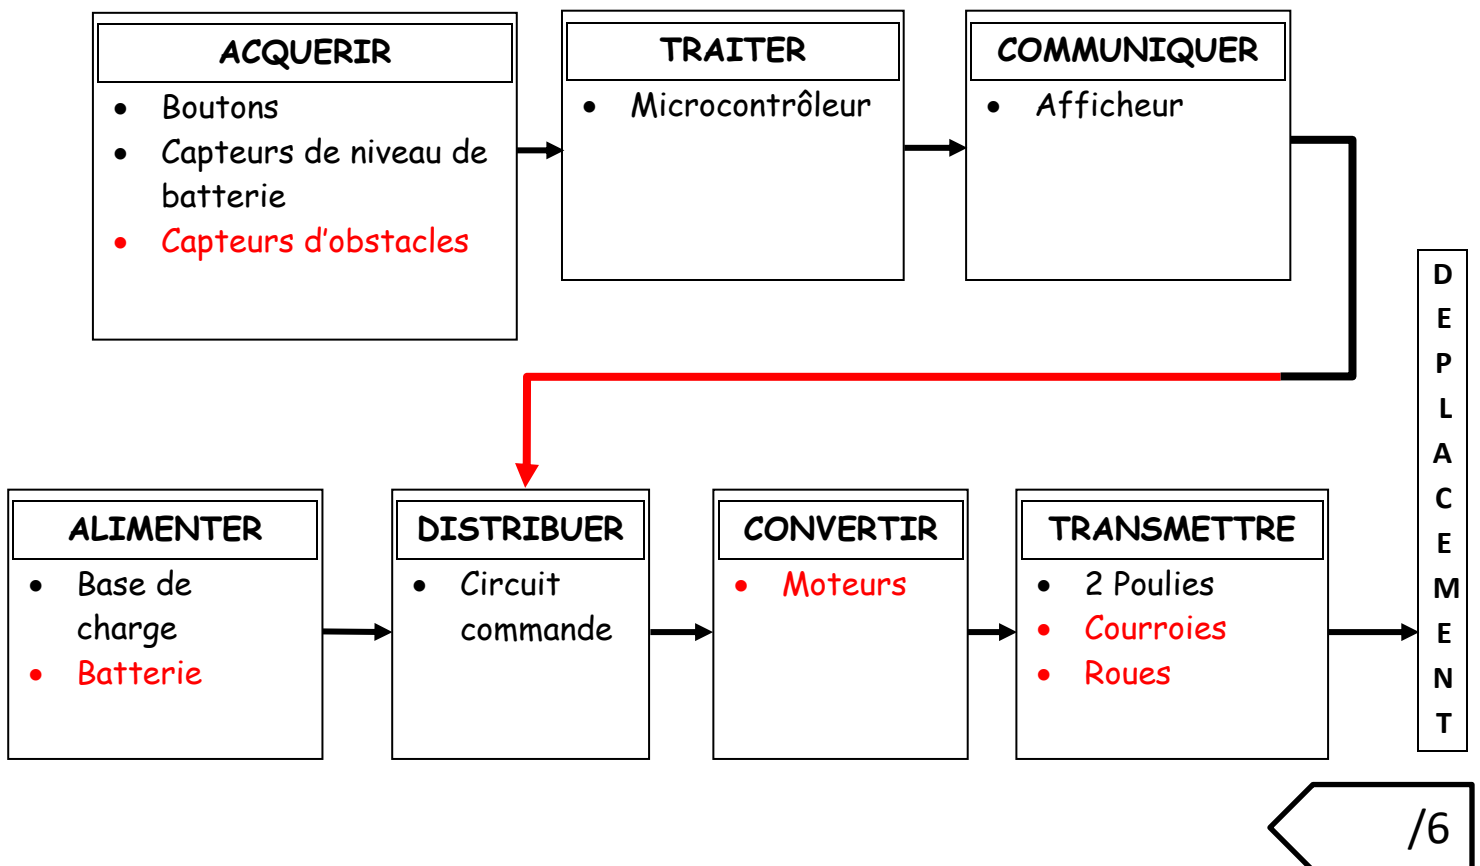 ACQUERIR
• Boutons
• Capteurs de niveau de
batterie
• Capteurs d'obstacles
TRAITER
• Microcontrôleur
COMMUNIQUER
• Afficheur
ALIMENTER
• Base de
charge
• Batterie
DISTRIBUER
• Circuit
commande
CONVERTIR
• Moteurs
TRANSMETTRE
• 2 Poulies
• Courroies
• Roues
DEPLACEMENT
/6